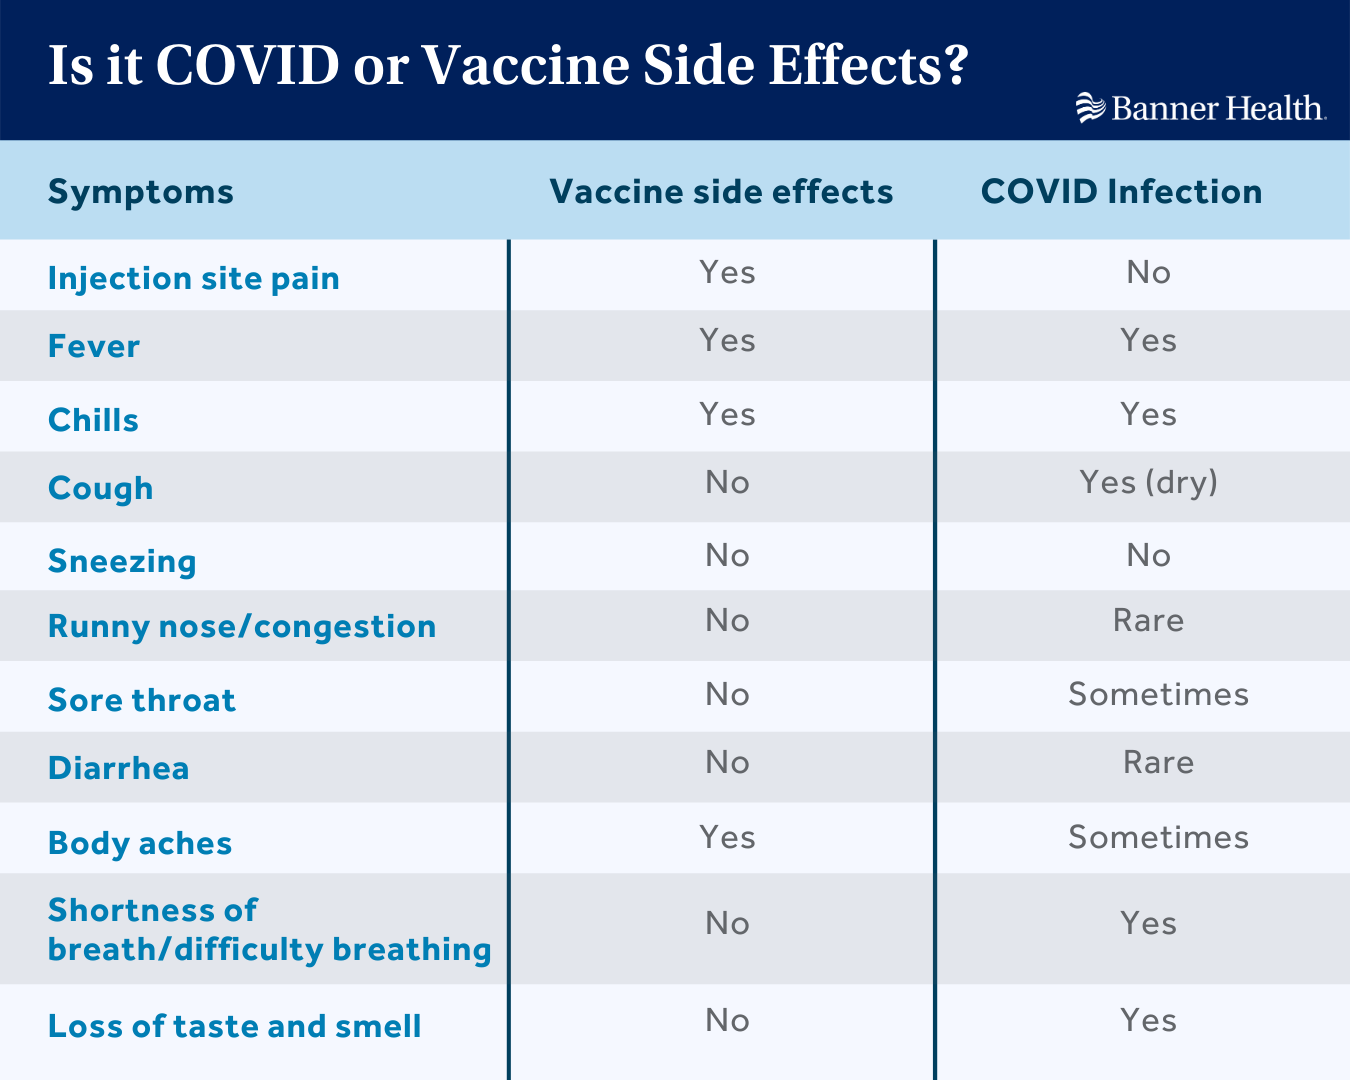 Is it COVID or Vaccine Side Effects?
Banner Health.
Symptoms Vaccine side effects COVID Infection
Injection site pain Yes No
Fever Yes Yes
Chills Yes Yes
Cough No Yes (dry)
Sneezing No No
Runny nose/congestion No Rare
Sore throat No Sometimes
Diarrhea No Rare
Body aches Yes Sometimes
Shortness of
breath/difficulty breathing No Yes
Loss of taste and smell No Yes